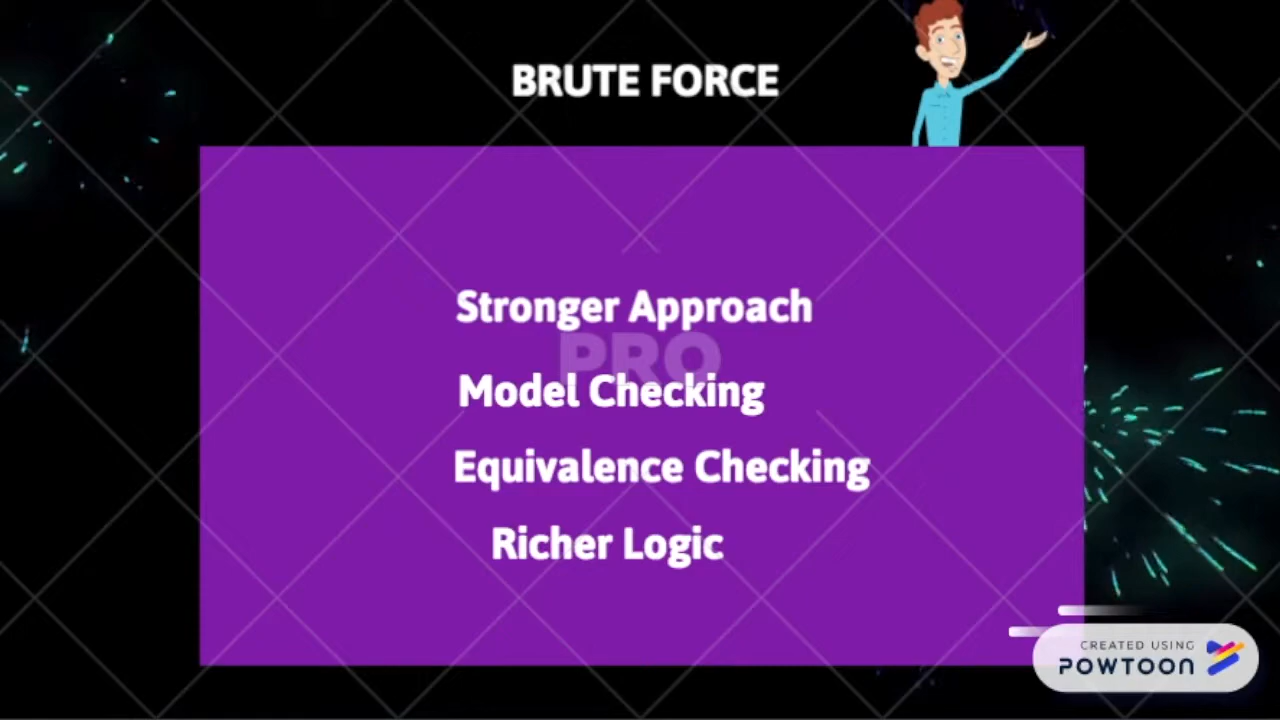 BRUTE FORCE
Stronger Approach
PRO
Model Checking
Equivalence Checking
Richer Logic
CREATED USING
POWTOON